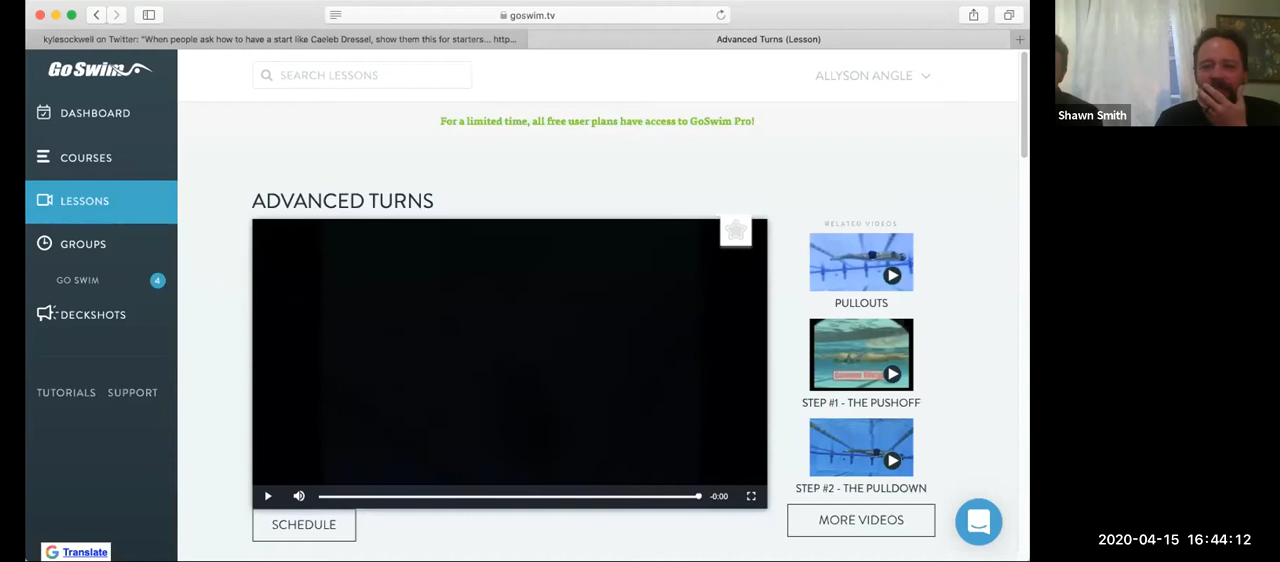 goswim.tv
kylesockwell on Twitter: "When people ask how to have a start like Caeleb Dressel, show them this for starters... http...
Advanced Turns (Lesson)
GO SWIM
SEARCH LESSONS
ALLYSON ANGLE
For a limited time, all free user plans have access to GoSwim Pro!
DASHBOARD
COURSES
LESSONS
GROUPS
GO SWIM
4
DECKSHOTS
TUTORIALS SUPPORT
Translate
ADVANCED TURNS
-0:00
SCHEDULE
RELATED VIDEOS
PULLOUTS
STEP #1 - THE PUSHOFF
STEP #2 - THE PULLDOWN
MORE VIDEOS
Shawn Smith
2020-04-15 16:44:12